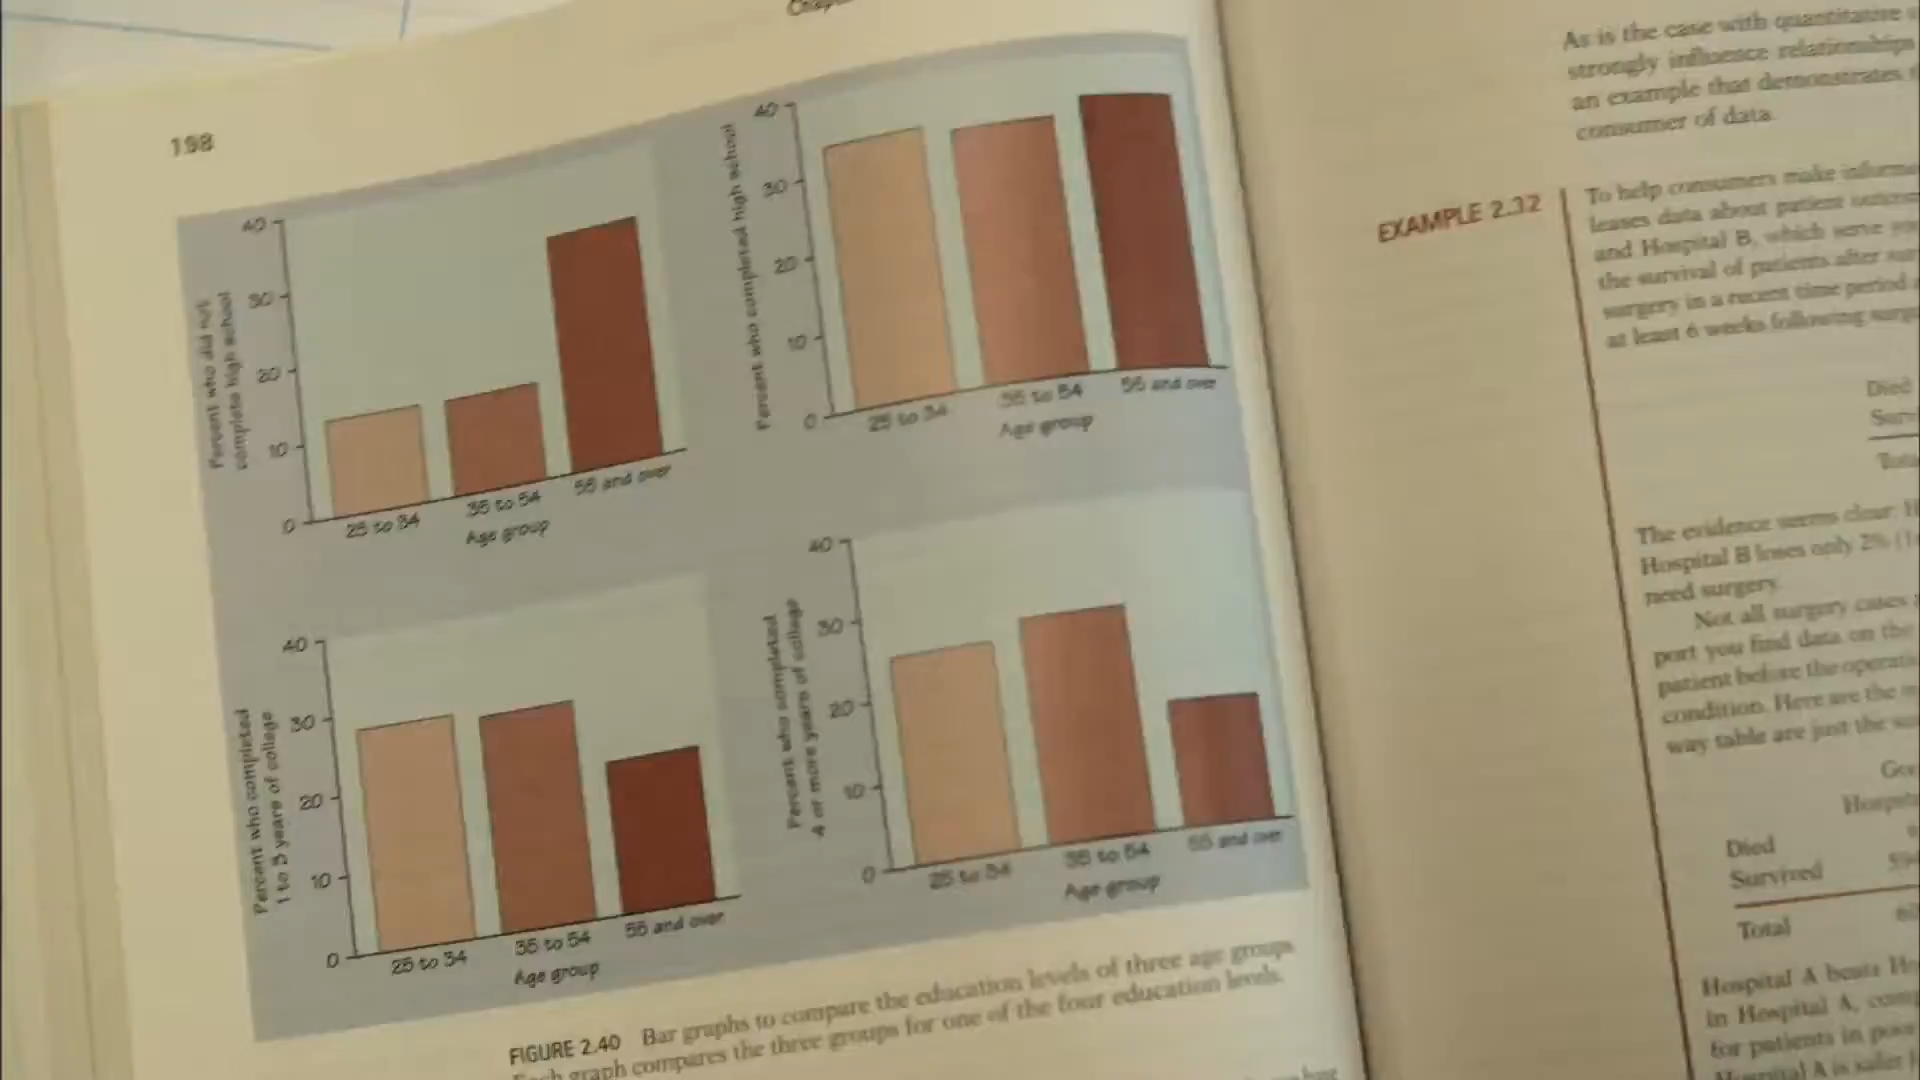 198
40
30
20
10
0
Percent who did not
complete high school
25 to 34
35 to 54
55 and over
Age group
40
30
20
10
0
Percent who completed high school
25 to 34
35 to 54
55 and over
Age group
40
30
20
10
0
Percent who completed
1 to 3 years of college
25 to 34
35 to 54
55 and over
Age group
40
30
20
10
0
Percent who completed
4 or more years of college
25 to 34
35 to 54
55 and over
Age group
FIGURE 2.40 Bar graphs to compare the education levels of three age groups.
Each graph compares the three groups for one of the four education levels.
As is the case with quantitative
strongly influence relationships
an example that demonstrates
consumer of data.
EXAMPLE 2.32
To help consumers make
leases data about patient
and Hospital B, which serve
the survival of patients after
surgery in a recent time period
at least 6 weeks following
Died
The evidence seems clear:
Hospital B loses only 2%
need surgery.
Not all surgery cases
port you find data on the
patient before the
condition. Here are the
way table are just the
Died
Survived
Total
Hospital A beats
in Hospital A,
for patients in poor
Hospital A is safer